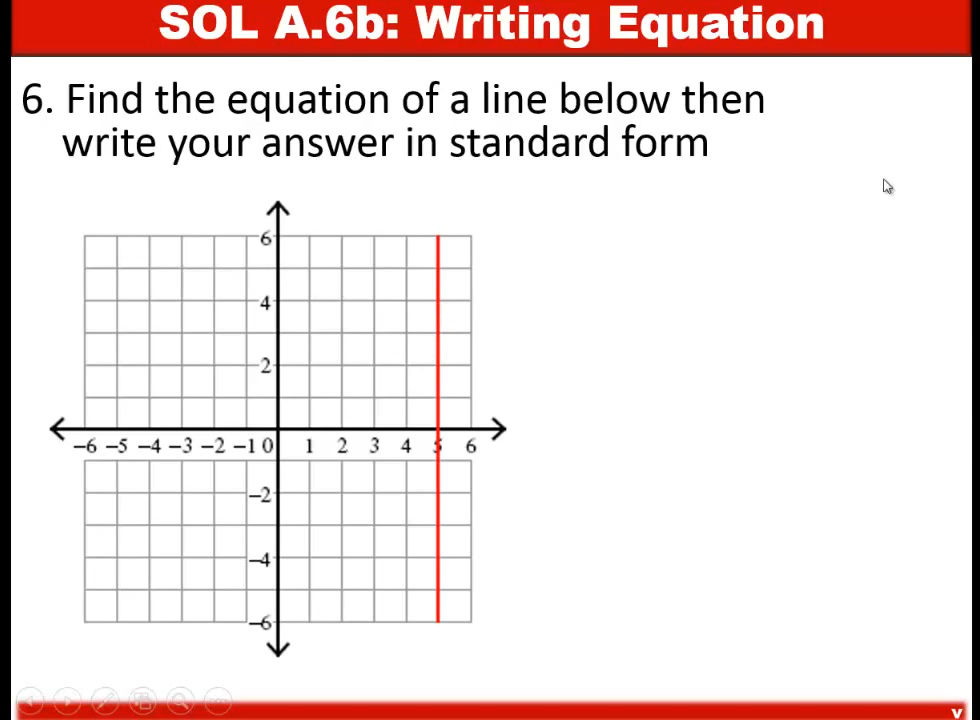 SOL A.6b: Writing Equation
6. Find the equation of a line below then
write your answer in standard form
6
4
2
−6 −5 −4 −3 −2 −1 0 1 2 3 4 5 6
−2
−4
−6
v